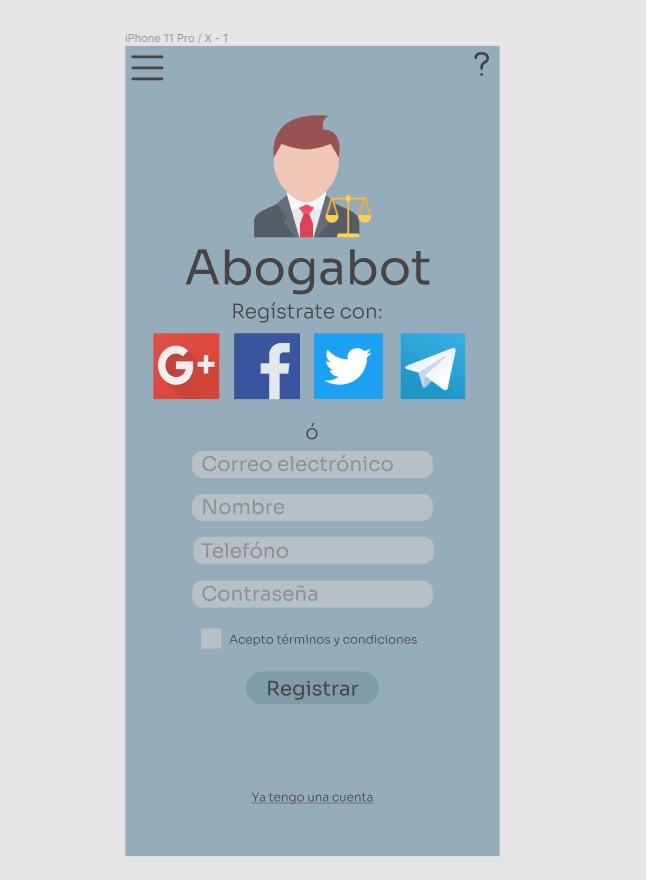 iPhone 11 Pro / X - 1
?
Abogabot
Regístrate con:
G+ f
ó
Correo electrónico
Nombre
Telefóno
Contraseña
Acepto términos y condiciones
Registrar
Ya tengo una cuenta